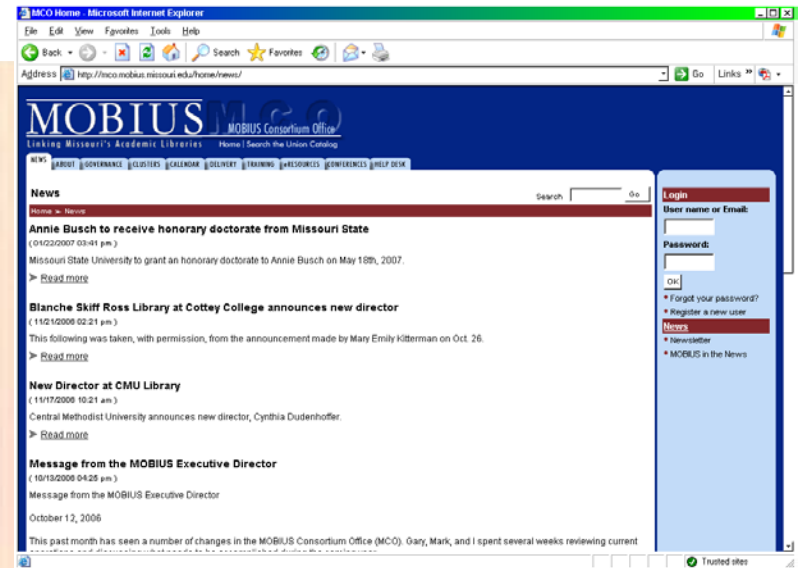 MCO Home - Microsoft Internet Explorer
File Edit View Favorites Tools Help
Back Search Favorites
Address http://mco.mobius.missouri.edu/home/news/ Go Links »
MOBIUS MCO MOBIUS Consortium Office
Linking Missouri's Academic Libraries Home | Search the Union Catalog
NEWS ABOUT GOVERNANCE CLUSTERS CALENDAR DELIVERY TRAINING eRESOURCES CONFERENCES HELP DESK
News Search Go
Home > News
Annie Busch to receive honorary doctorate from Missouri State
( 01/22/2007 03:41 pm )
Missouri State University to grant an honorary doctorate to Annie Busch on May 18th, 2007.
➤ Read more
Blanche Skiff Ross Library at Cottey College announces new director
( 11/21/2006 02:21 pm )
This following was taken, with permission, from the announcement made by Mary Emily Kitterman on Oct. 26.
➤ Read more
New Director at CMU Library
( 11/17/2006 10:21 am )
Central Methodist University announces new director, Cynthia Dudenhoffer.
➤ Read more
Message from the MOBIUS Executive Director
( 10/13/2006 04:25 pm )
Message from the MOBIUS Executive Director
October 12, 2006
This past month has seen a number of changes in the MOBIUS Consortium Office (MCO). Gary, Mark, and I spent several weeks reviewing current
Login
User name or Email:
Password:
OK
• Forgot your password?
• Register a new user
News
• Newsletter
• MOBIUS in the News
Trusted sites